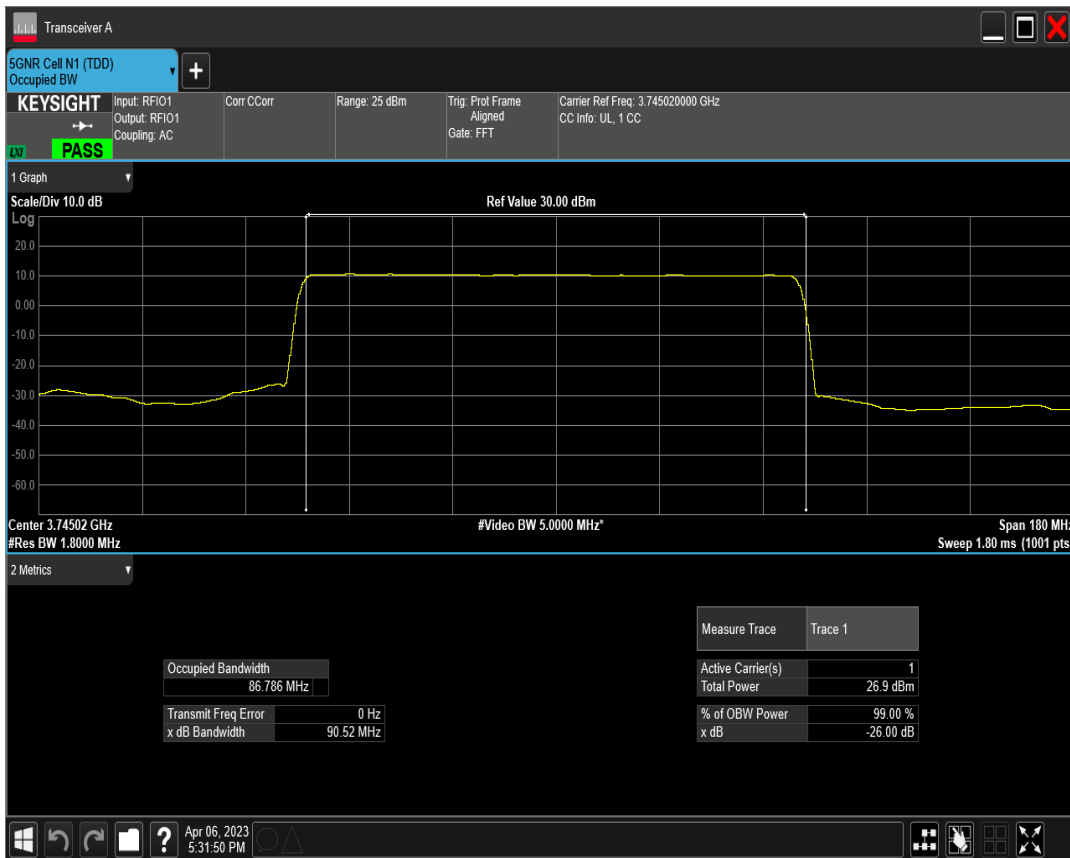 Transceiver A
5GNR Cell N1 (TDD)
Occupied BW
+
KEYSIGHT
LXI
PASS
Input: RFIO1
Output: RFIO1
Coupling: AC
Corr CCorr
Range: 25 dBm
Trig: Prot Frame
Aligned
Gate: FFT
Carrier Ref Freq: 3.745020000 GHz
CC Info: UL, 1 CC
1 Graph
Scale/Div 10.0 dB
Ref Value 30.00 dBm
Log
20.0
10.0
0.00
-10.0
-20.0
-30.0
-40.0
-50.0
-60.0
Center 3.74502 GHz
#Video BW 5.0000 MHz*
Span 180 MHz
#Res BW 1.8000 MHz
Sweep 1.80 ms (1001 pts
2 Metrics
Measure Trace Trace 1
Occupied Bandwidth
86.786 MHz
Active Carrier(s) 1
Total Power 26.9 dBm
Transmit Freq Error 0 Hz
x dB Bandwidth 90.52 MHz
% of OBW Power 99.00 %
x dB -26.00 dB
?
Apr 06, 2023
5:31:50 PM